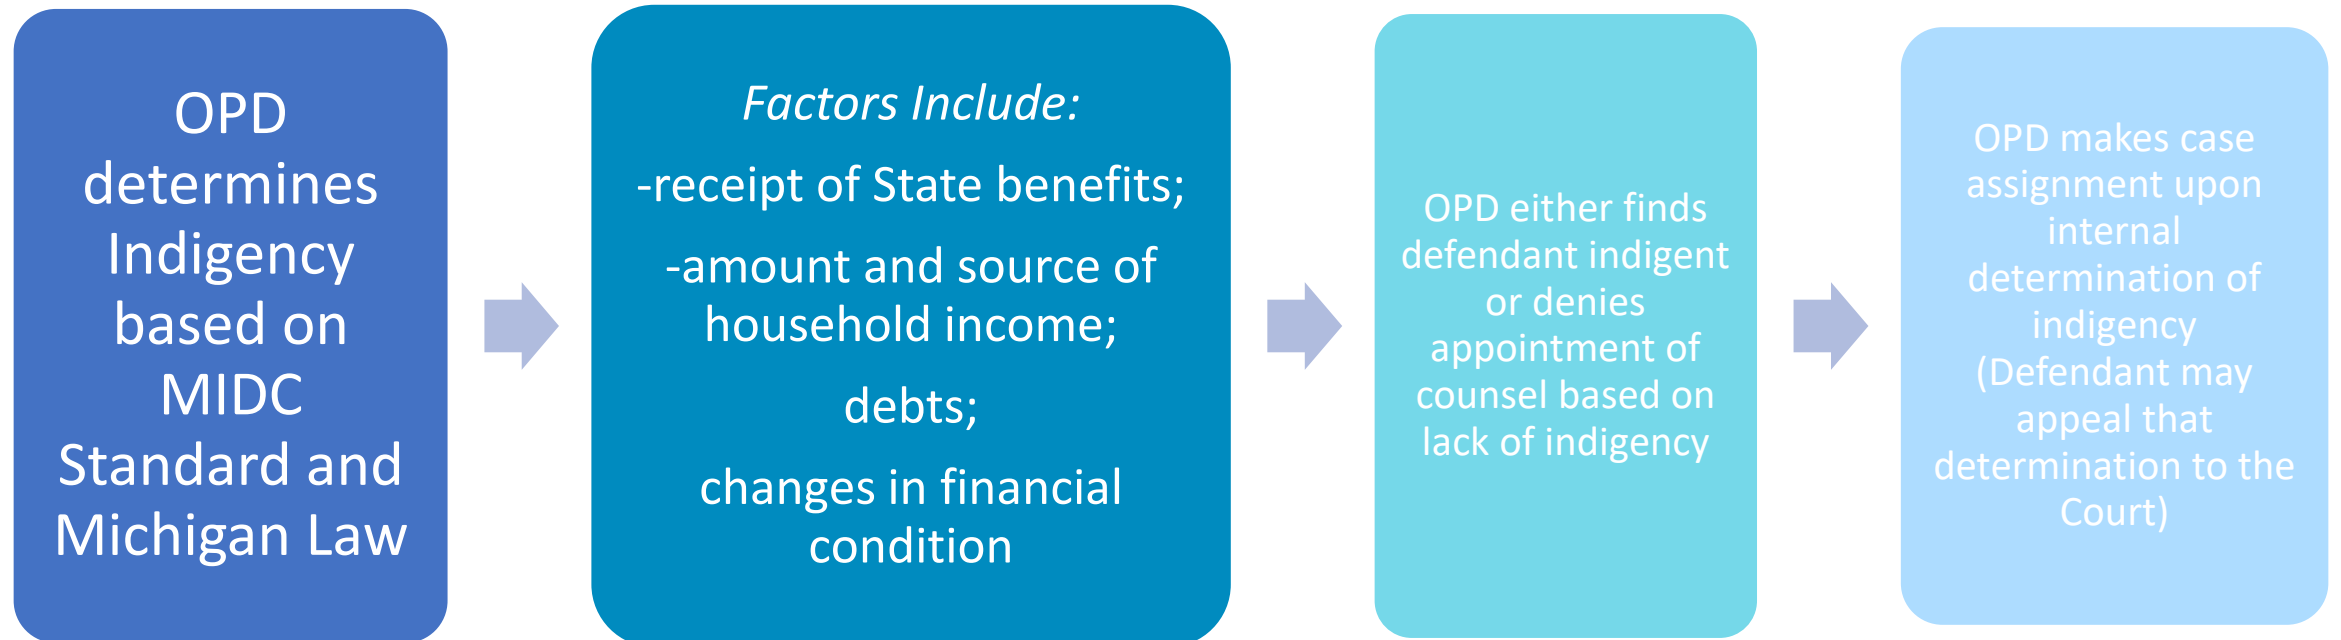 OPD
determines
Indigency
based on
MIDC
Standard and
Michigan Law
Factors Include:
-receipt of State benefits;
-amount and source of
household income;
debts;
changes in financial
condition
OPD either finds
defendant indigent
or denies
appointment of
counsel based on
lack of indigency
OPD makes case
assignment upon
internal
determination of
indigency
(Defendant may
appeal that
determination to the
Court)